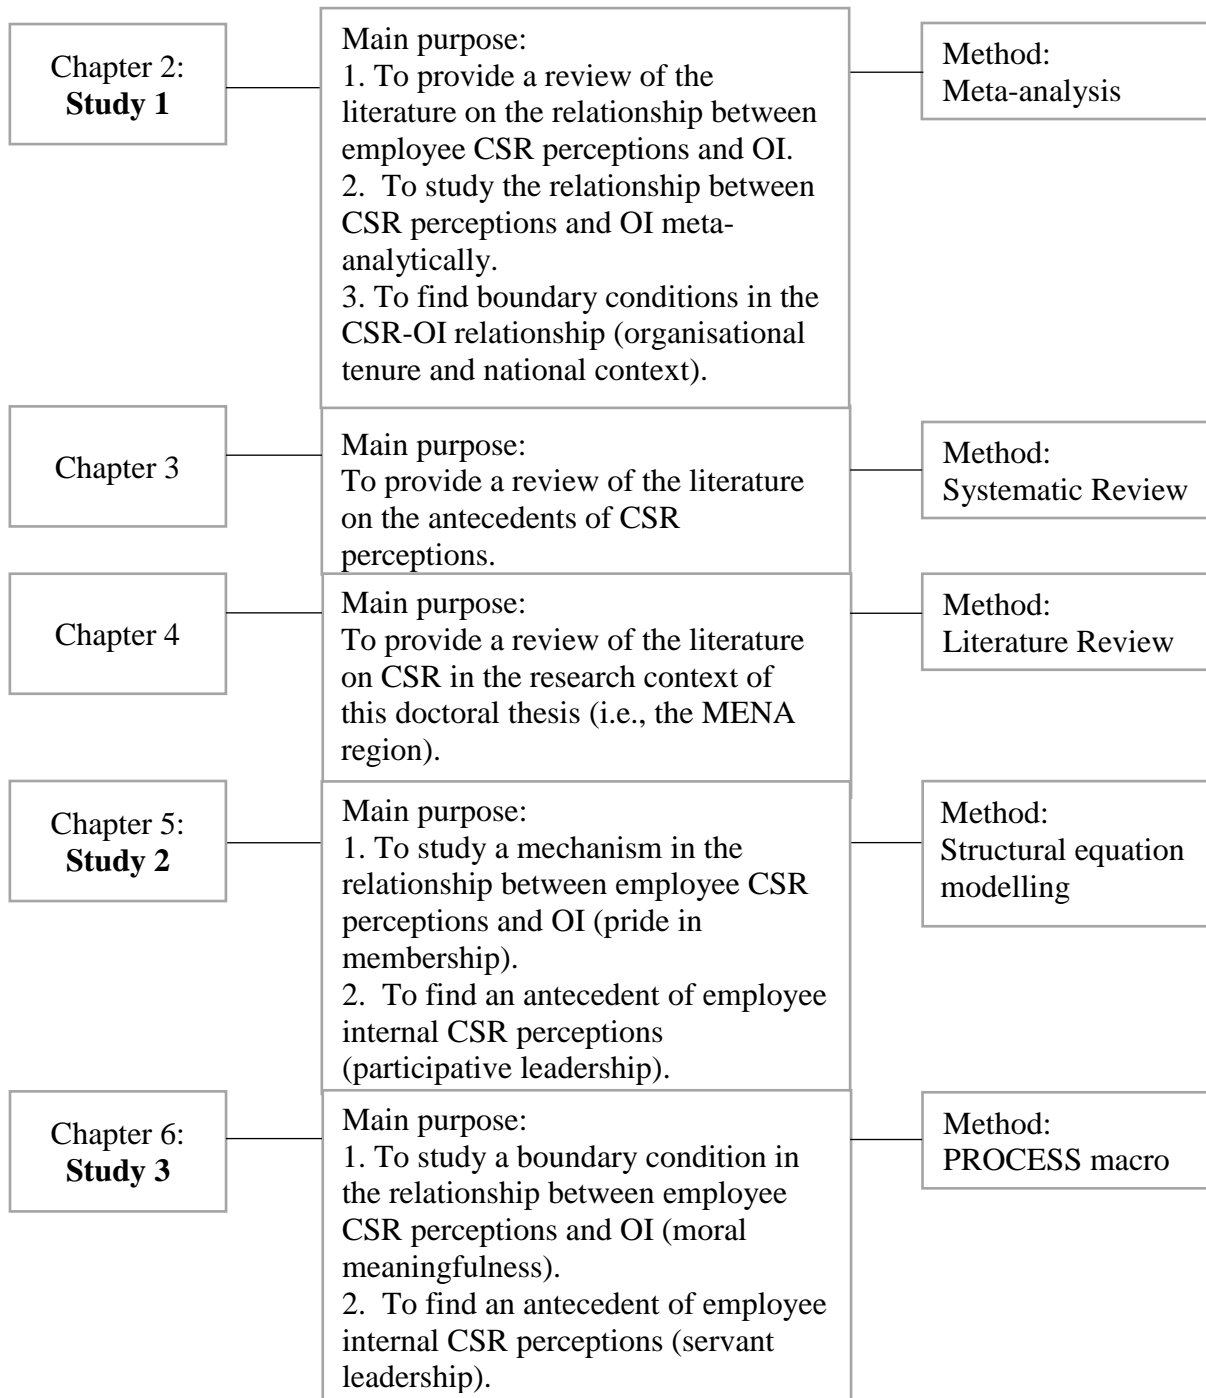 Chapter 2:
Study 1
Main purpose:
1. To provide a review of the
literature on the relationship between
employee CSR perceptions and OI.
2.  To study the relationship between
CSR perceptions and OI meta-
analytically.
3. To find boundary conditions in the
CSR-OI relationship (organisational
tenure and national context).
Method:
Meta-analysis
Chapter 3
Main purpose:
To provide a review of the literature
on the antecedents of CSR
perceptions.
Method:
Systematic Review
Chapter 4
Main purpose:
To provide a review of the literature
on CSR in the research context of
this doctoral thesis (i.e., the MENA
region).
Method:
Literature Review
Chapter 5:
Study 2
Main purpose:
1. To study a mechanism in the
relationship between employee CSR
perceptions and OI (pride in
membership).
2.  To find an antecedent of employee
internal CSR perceptions
(participative leadership).
Method:
Structural equation
modelling
Chapter 6:
Study 3
Main purpose:
1. To study a boundary condition in
the relationship between employee
CSR perceptions and OI (moral
meaningfulness).
2.  To find an antecedent of employee
internal CSR perceptions (servant
leadership).
Method:
PROCESS macro